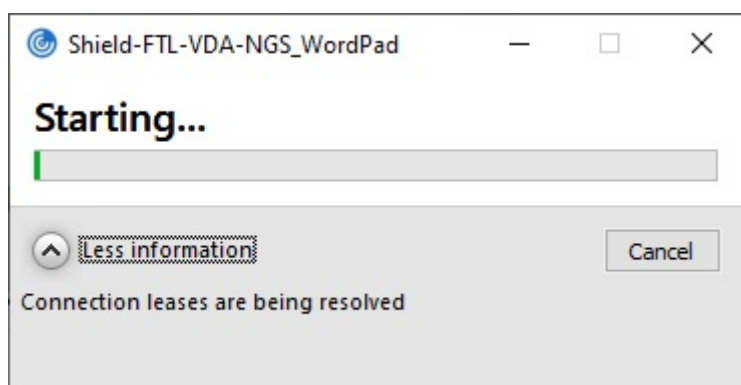 Shield-FTL-VDA-NGS_WordPad
Starting...
Less information
Cancel
Connection leases are being resolved